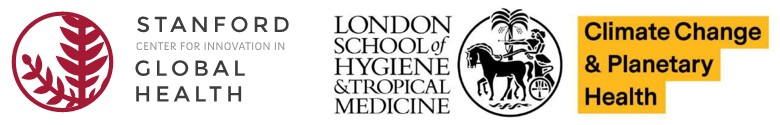 STANFORD
CENTER FOR INNOVATION IN
GLOBAL
HEALTH
LONDON
SCHOOL of
HYGIENE
& TROPICAL
MEDICINE
Climate Change
& Planetary
Health